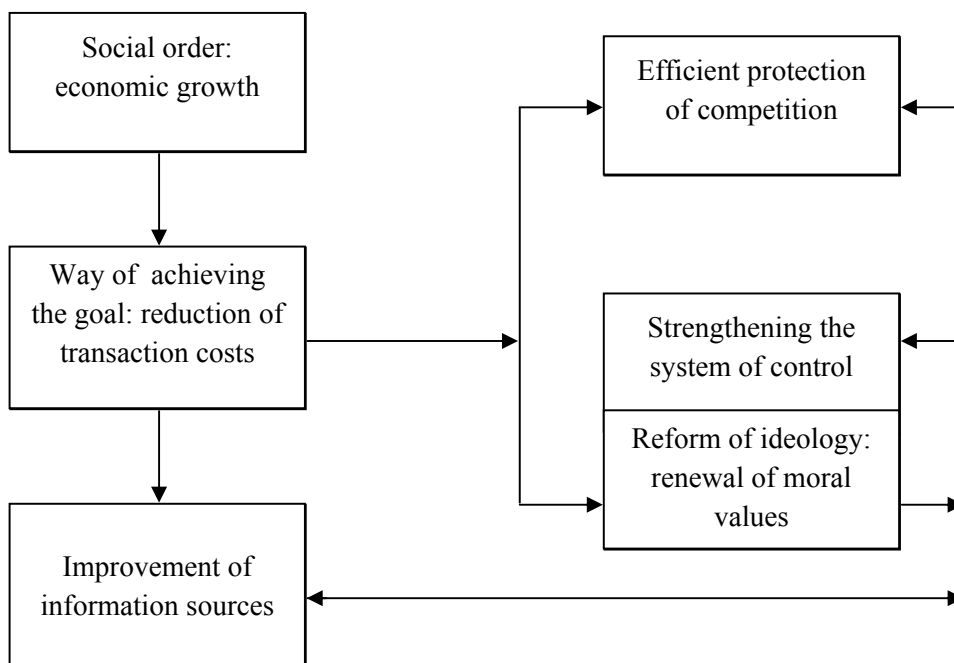 Social order:
economic growth
Way of achieving
the goal: reduction of
transaction costs
Improvement of
information sources
Efficient protection
of competition
Strengthening the
system of control
Reform of ideology:
renewal of moral
values